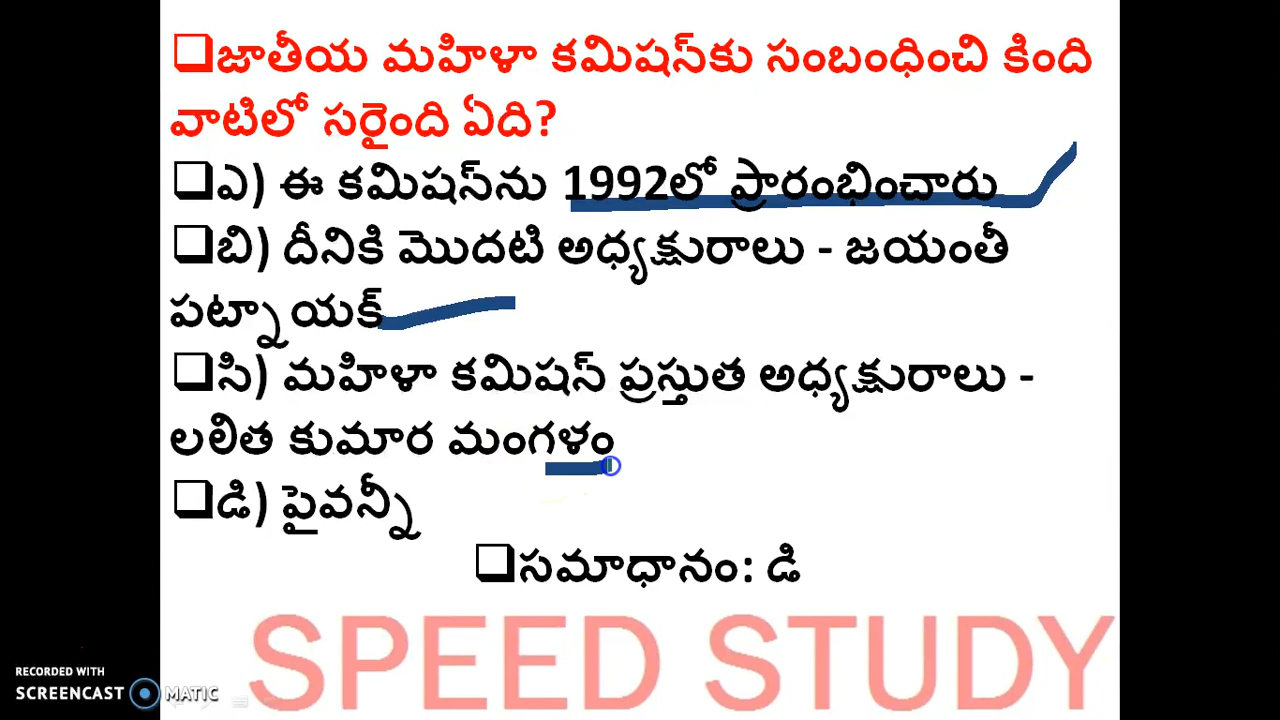 ❑జాతీయ మహిళా కమిషన్‌కు సంబంధించి కింది
వాటిలో సరైంది ఏది?
❑ఎ) ఈ కమిషన్‌ను 1992లో ప్రారంభించారు
❑బి) దీనికి మొదటి అధ్యక్షురాలు - జయంతీ
పట్నాయక్
❑సి) మహిళా కమిషన్ ప్రస్తుత అధ్యక్షురాలు -
లలిత కుమార మంగళం
❑డి) పైవన్నీ
❑సమాధానం: డి
SPEED STUDY
RECORDED WITH
SCREENCAST MATIC